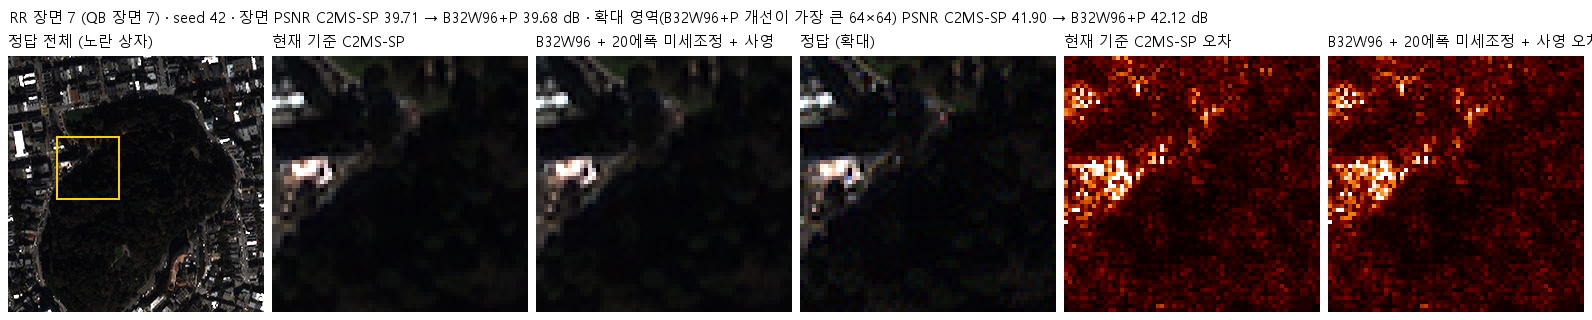 RR 장면 7 (QB 장면 7) · seed 42 · 장면 PSNR C2MS-SP 39.71 → B32W96+P 39.68 dB · 확대 영역(B32W96+P 개선이 가장 큰 64×64) PSNR C2MS-SP 41.90 → B32W96+P 42.12 dB
정답 전체 (노란 상자)
현재 기준 C2MS-SP
B32W96 + 20에폭 미세조정 + 사영
정답 (확대)
현재 기준 C2MS-SP 오차
B32W96 + 20에폭 미세조정 + 사영 오차